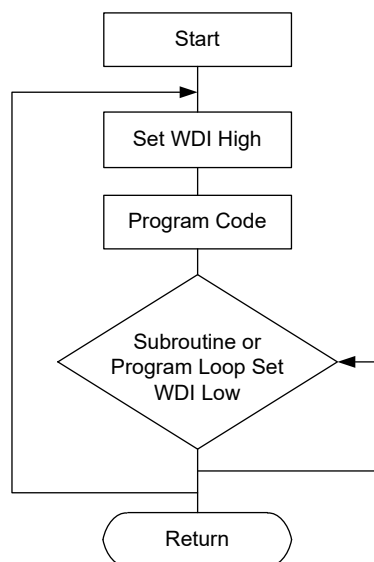 Start
Set WDI High
Program Code
Subroutine or
Program Loop Set
WDI Low
Return